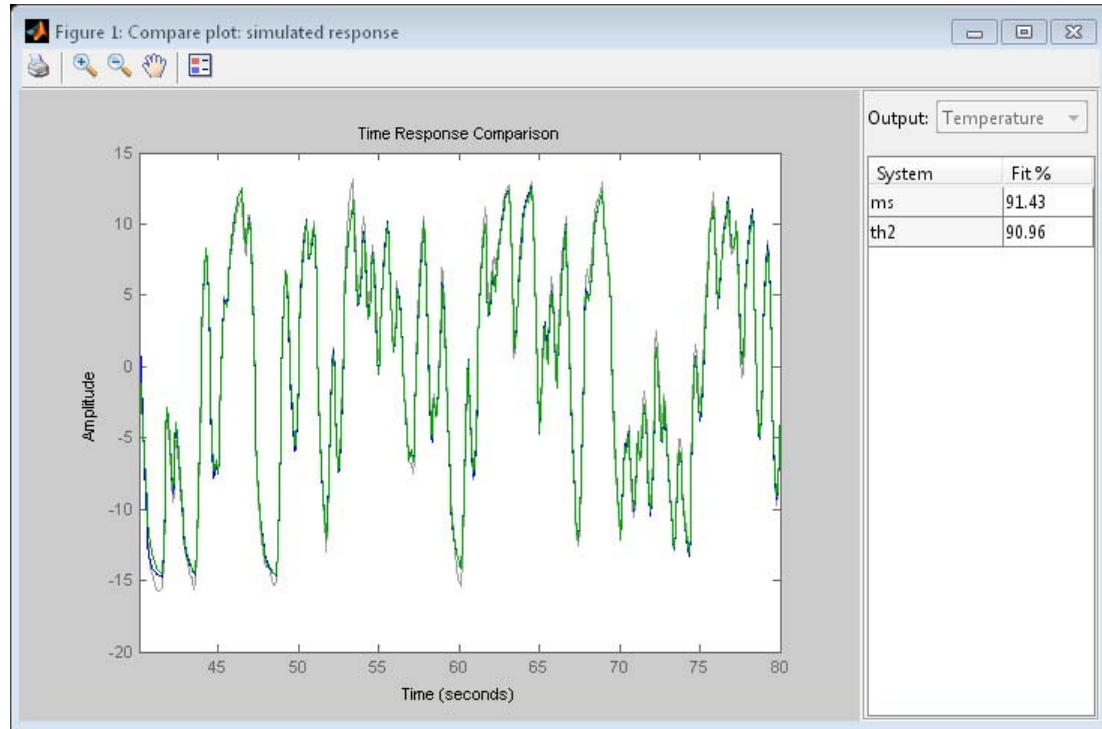 Figure 1: Compare plot: simulated response
Output: Temperature
Time Response Comparison
System Fit %
ms 91.43
th2 90.96
Amplitude
15
10
5
0
-5
-10
-15
-20
45 50 55 60 65 70 75 80
Time (seconds)